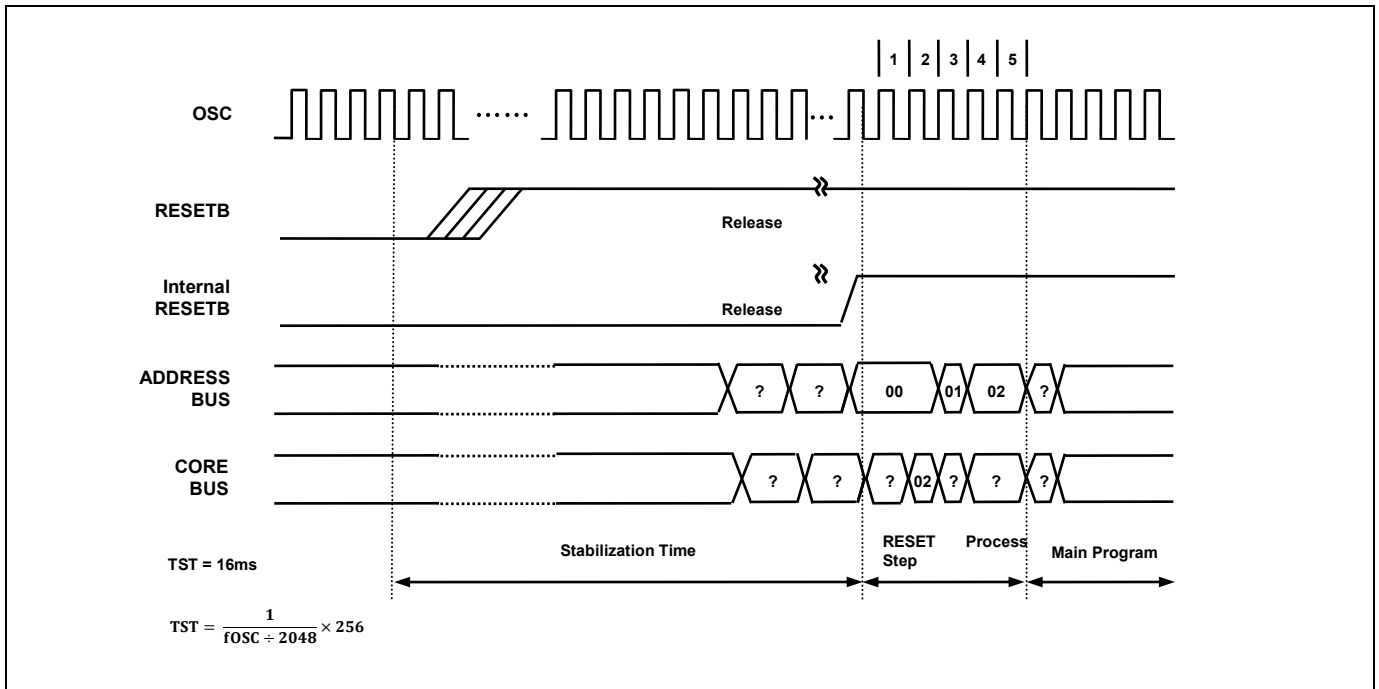 1 2 3 4 5
OSC
RESETB
Release
Internal
RESETB
Release
ADDRESS
BUS
? ? 00 01 02 ?
CORE
BUS
? ? ? 02 ? ? ?
Stabilization Time
RESET Process
Step
Main Program
TST = 16ms
TST = 1 / fOSC ÷ 2048 × 256